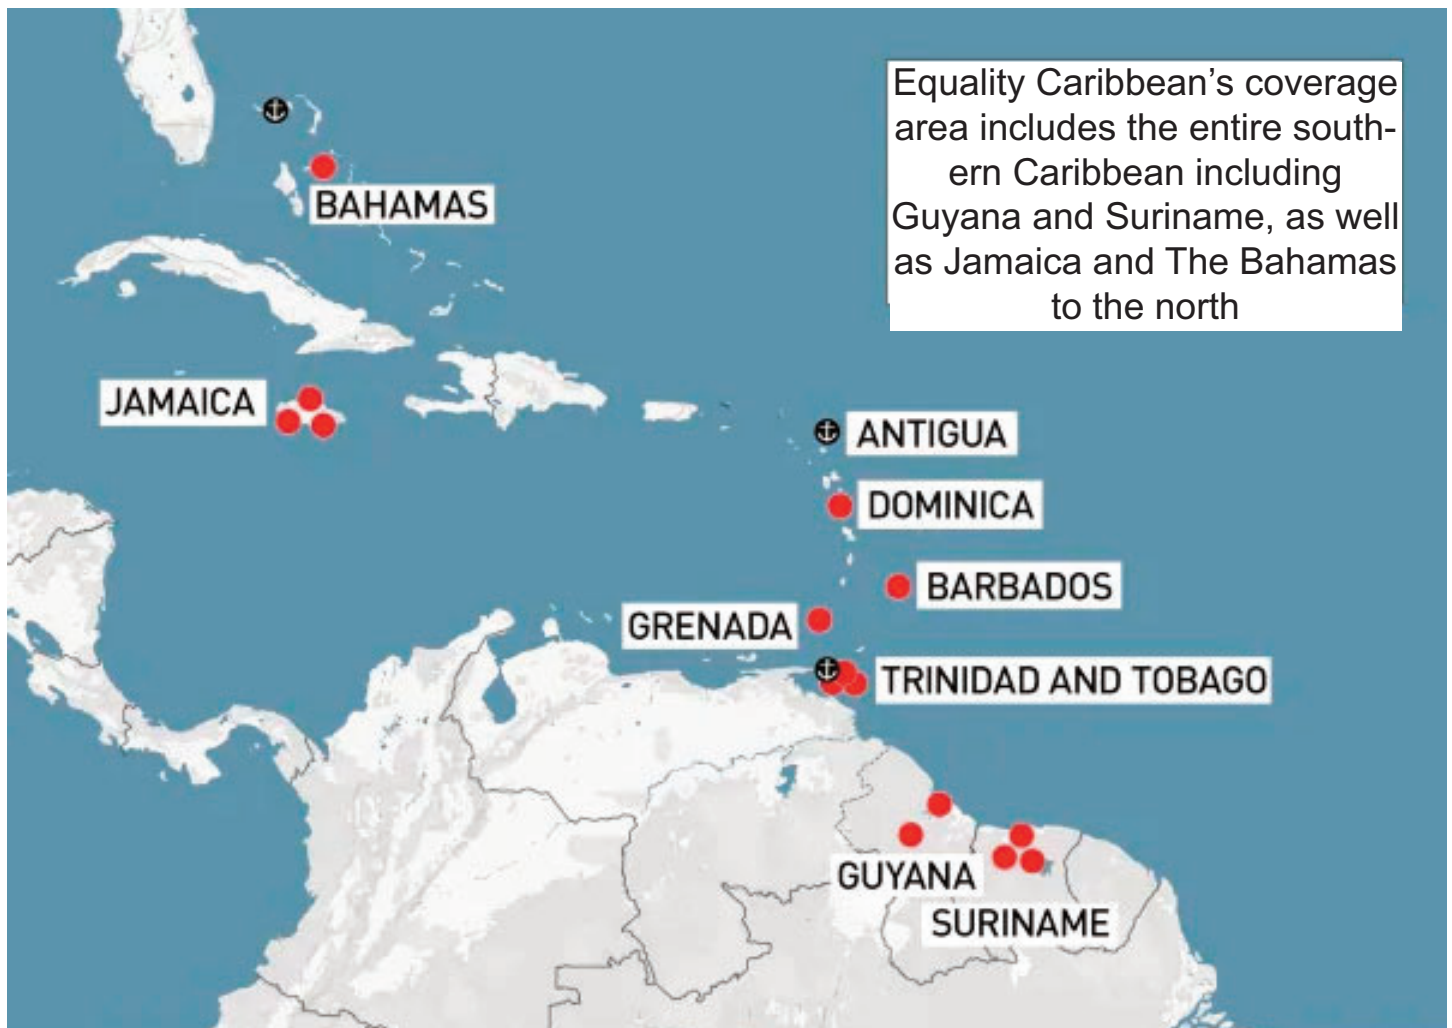 Equality Caribbean’s coverage
area includes the entire south-
ern Caribbean including
Guyana and Suriname, as well
as Jamaica and The Bahamas
to the north
BAHAMAS
JAMAICA
ANTIGUA
DOMINICA
BARBADOS
GRENADA
TRINIDAD AND TOBAGO
GUYANA
SURINAME